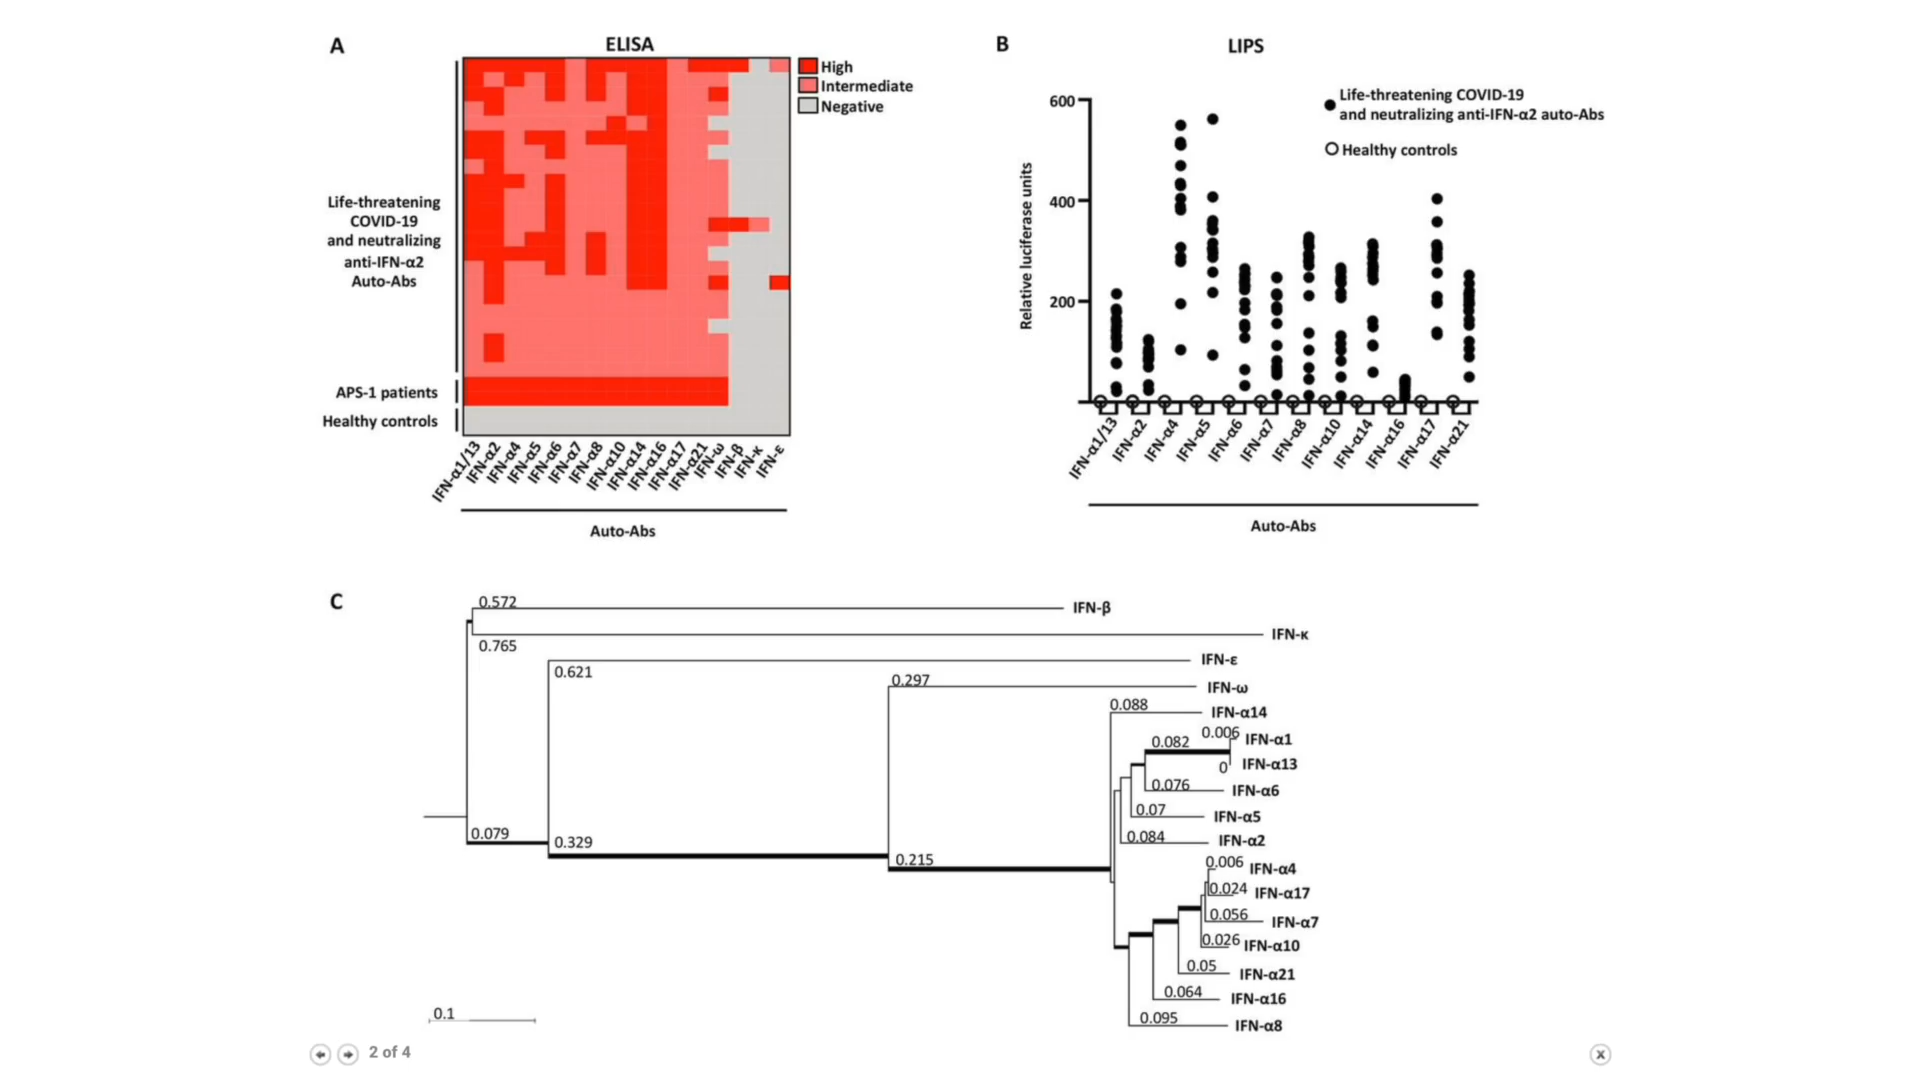 A
ELISA
High
Intermediate
Negative
Life-threatening
COVID-19
and neutralizing
anti-IFN-α2
Auto-Abs
APS-1 patients
Healthy controls
IFN-α1/13
IFN-α2
IFN-α4
IFN-α5
IFN-α6
IFN-α7
IFN-α8
IFN-α10
IFN-α14
IFN-α16
IFN-α17
IFN-α21
IFN-ω
IFN-β
IFN-κ
IFN-ε
Auto-Abs
B
LIPS
Life-threatening COVID-19
and neutralizing anti-IFN-α2 auto-Abs
Healthy controls
Relative luciferase units
600
400
200
IFN-α1/13
IFN-α2
IFN-α4
IFN-α5
IFN-α6
IFN-α7
IFN-α8
IFN-α10
IFN-α14
IFN-α16
IFN-α17
IFN-α21
Auto-Abs
C
0.572
IFN-β
IFN-κ
0.765
IFN-ε
0.621
0.297
IFN-ω
0.088
IFN-α14
0.006
IFN-α1
0.082
IFN-α13
0
0.076
IFN-α6
0.07
IFN-α5
0.079
0.329
0.084
IFN-α2
0.215
0.006
IFN-α4
0.024
IFN-α17
0.056
IFN-α7
0.026
IFN-α10
0.05
IFN-α21
0.064
IFN-α16
0.095
IFN-α8
0.1
2 of 4
X